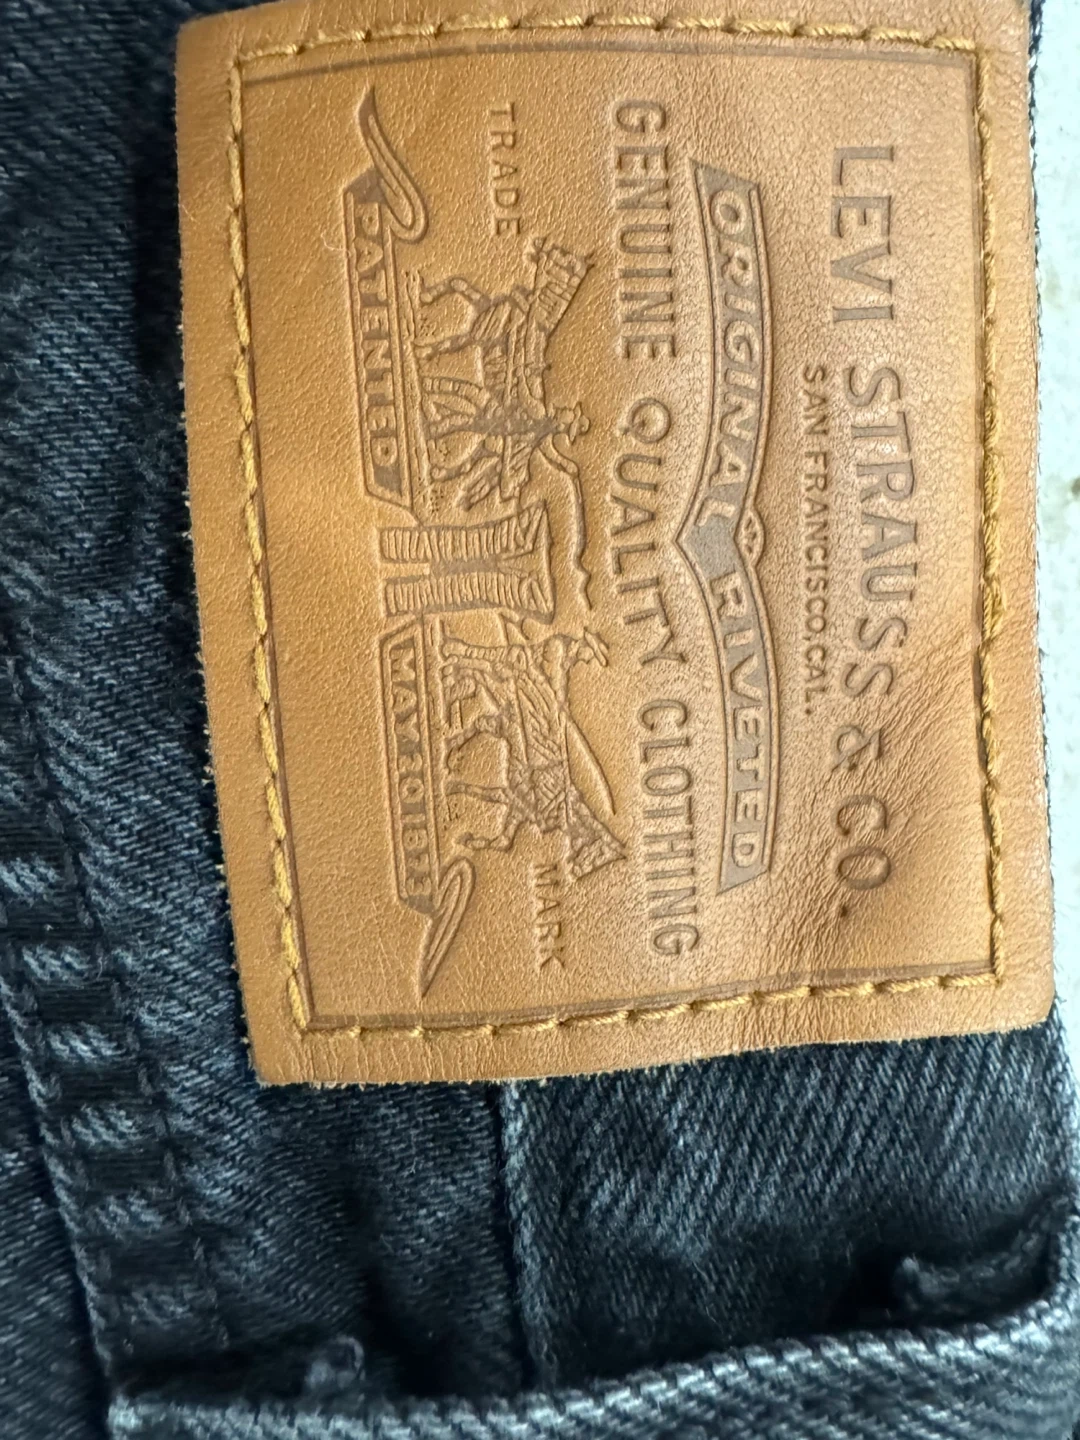 LEVI STRAUSS & CO.
SAN FRANCISCO, CAL.
ORIGINAL RIVETED
GENUINE QUALITY CLOTHING
TRADE MARK
PATENTED MAY 20 1873